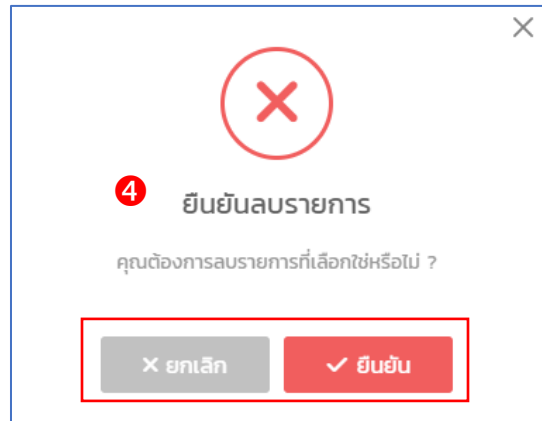 4
ยืนยันลบรายการ
คุณต้องการลบรายการที่เลือกใช่หรือไม่ ?
ยกเลิก
ยืนยัน